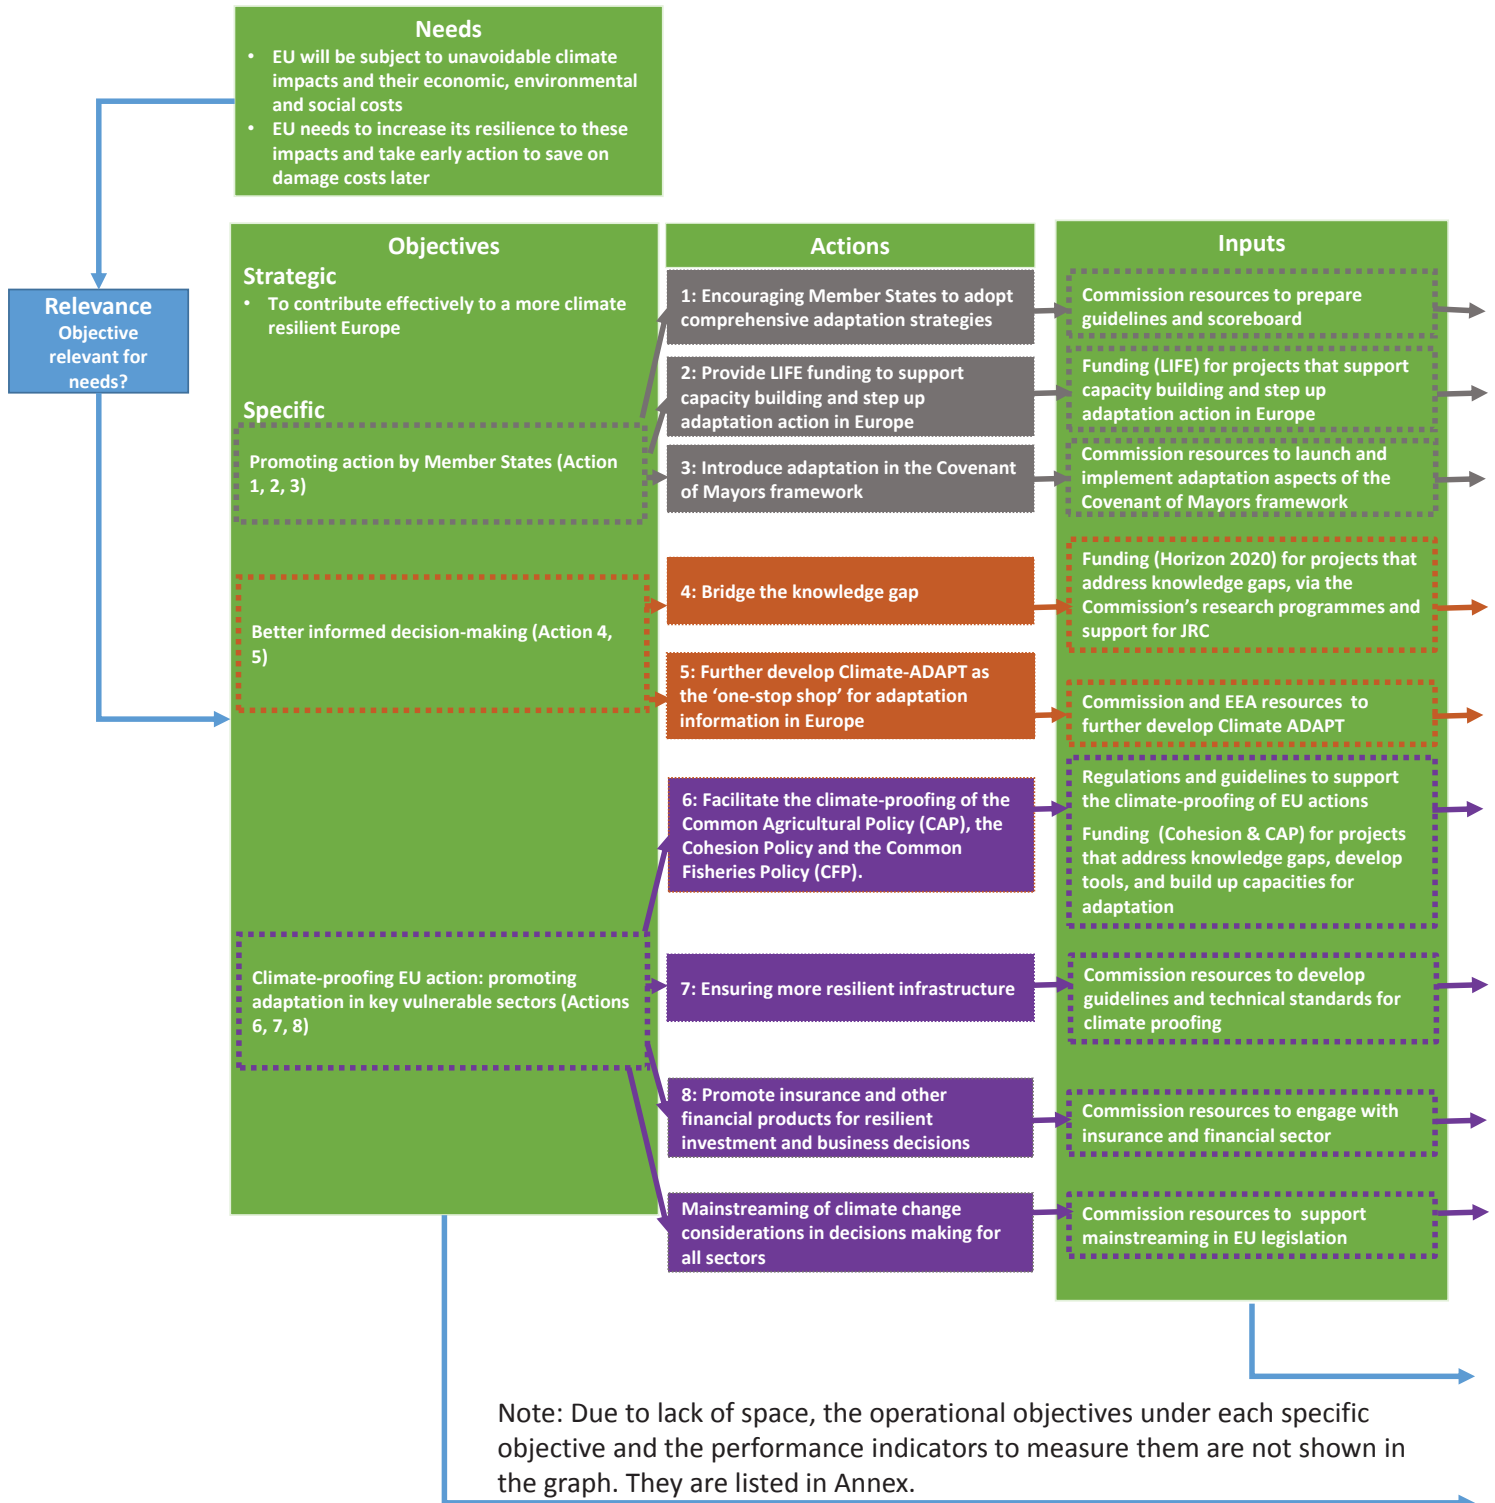 Needs
• EU will be subject to unavoidable climate
impacts and their economic, environmental
and social costs
• EU needs to increase its resilience to these
impacts and take early action to save on
damage costs later
Relevance
Objective
relevant for
needs?
Objectives
Strategic
• To contribute effectively to a more climate
resilient Europe
Specific
Promoting action by Member States (Action
1, 2, 3)
Better informed decision-making (Action 4,
5)
Climate-proofing EU action: promoting
adaptation in key vulnerable sectors (Actions
6, 7, 8)
Actions
1: Encouraging Member States to adopt
comprehensive adaptation strategies
2: Provide LIFE funding to support
capacity building and step up
adaptation action in Europe
3: Introduce adaptation in the Covenant
of Mayors framework
4: Bridge the knowledge gap
5: Further develop Climate-ADAPT as
the ‘one-stop shop’ for adaptation
information in Europe
6: Facilitate the climate-proofing of the
Common Agricultural Policy (CAP), the
Cohesion Policy and the Common
Fisheries Policy (CFP).
7: Ensuring more resilient infrastructure
8: Promote insurance and other
financial products for resilient
investment and business decisions
Mainstreaming of climate change
considerations in decisions making for
all sectors
Inputs
Commission resources to prepare
guidelines and scoreboard
Funding (LIFE) for projects that support
capacity building and step up
adaptation action in Europe
Commission resources to launch and
implement adaptation aspects of the
Covenant of Mayors framework
Funding (Horizon 2020) for projects that
address knowledge gaps, via the
Commission’s research programmes and
support for JRC
Commission and EEA resources to
further develop Climate ADAPT
Regulations and guidelines to support
the climate-proofing of EU actions
Funding (Cohesion & CAP) for projects
that address knowledge gaps, develop
tools, and build up capacities for
adaptation
Commission resources to develop
guidelines and technical standards for
climate proofing
Commission resources to engage with
insurance and financial sector
Commission resources to support
mainstreaming in EU legislation
Note: Due to lack of space, the operational objectives under each specific
objective and the performance indicators to measure them are not shown in
the graph. They are listed in Annex.